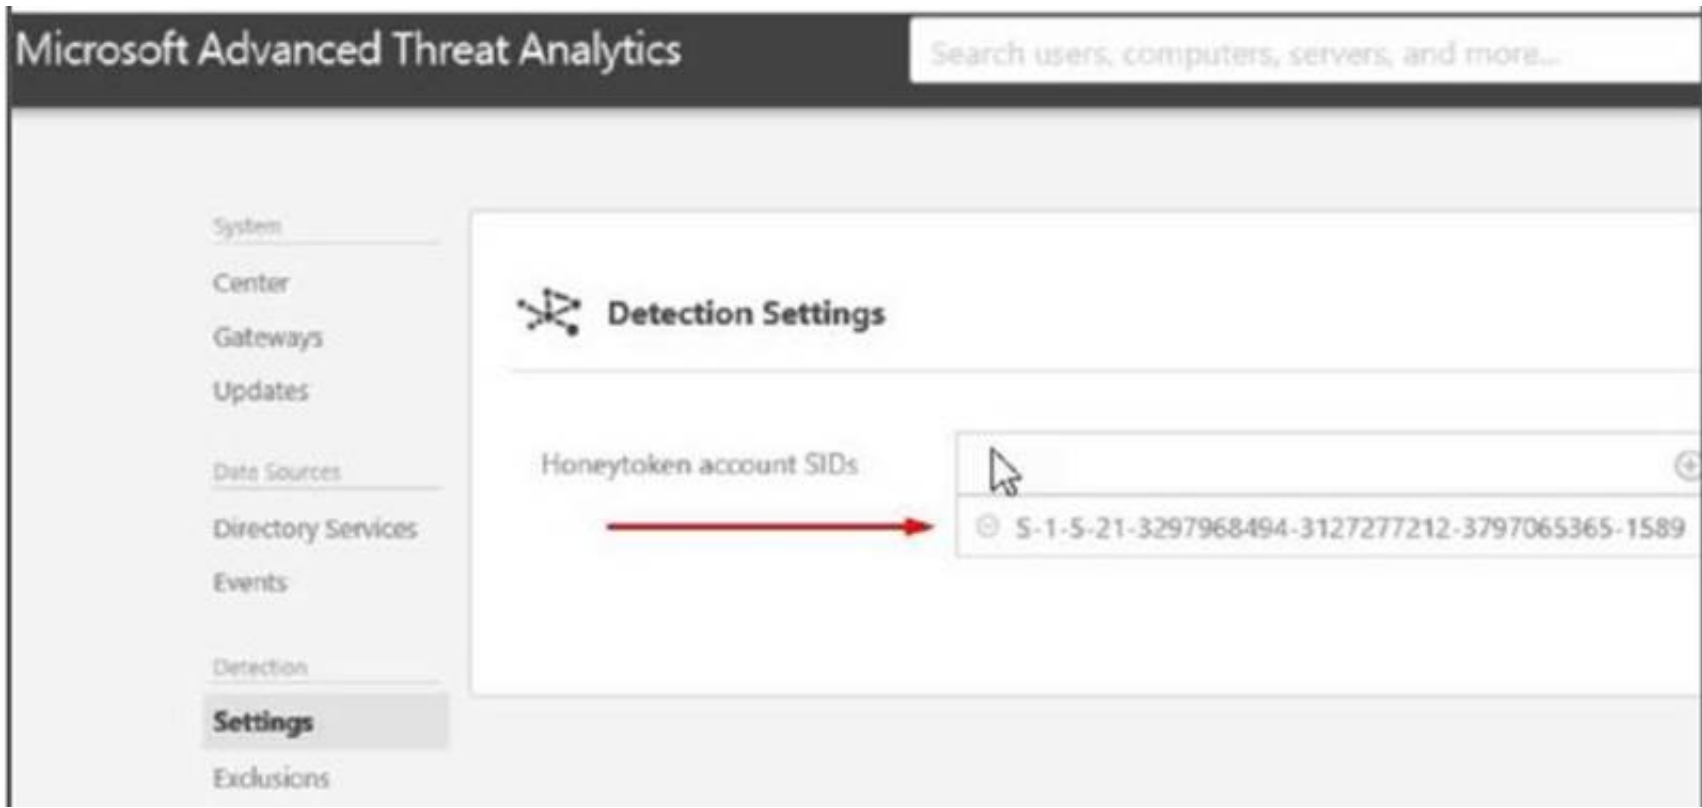 Microsoft Advanced Threat Analytics
Search users, computers, servers, and more...
System
Center
Gateways
Updates
Data Sources
Directory Services
Events
Detection
Settings
Exclusions
Detection Settings
Honeytoken account SIDs
S-1-5-21-3297968494-3127277212-3797065365-1589